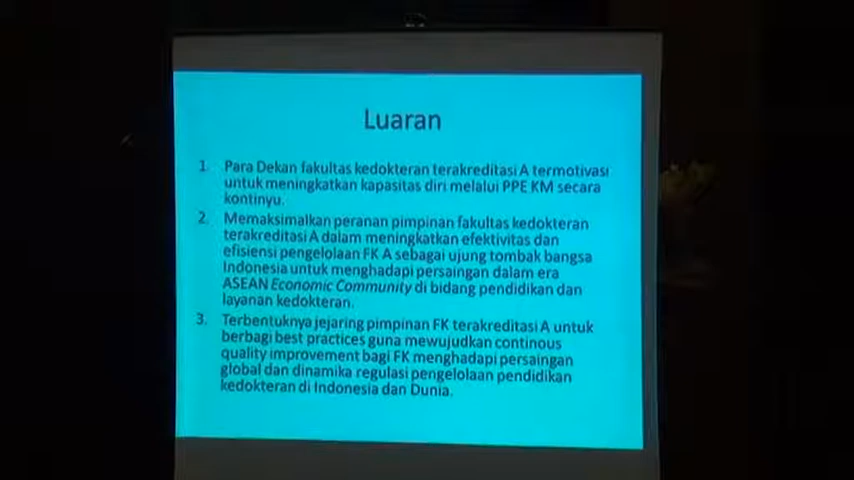 Luaran
1. Para Dekan fakultas kedokteran terakreditasi A termotivasi
untuk meningkatkan kapasitas diri melalui PPE KM secara
kontinyu.
2. Memaksimalkan peranan pimpinan fakultas kedokteran
terakreditasi A dalam meningkatkan efektivitas dan
efisiensi pengelolaan FK A sebagai ujung tombak bangsa
Indonesia untuk menghadapi persaingan dalam era
ASEAN Economic Community di bidang pendidikan dan
layanan kedokteran.
3. Terbentuknya jejaring pimpinan FK terakreditasi A untuk
berbagi best practices guna mewujudkan continous
quality improvement bagi FK menghadapi persaingan
global dan dinamika regulasi pengelolaan pendidikan
kedokteran di Indonesia dan Dunia.